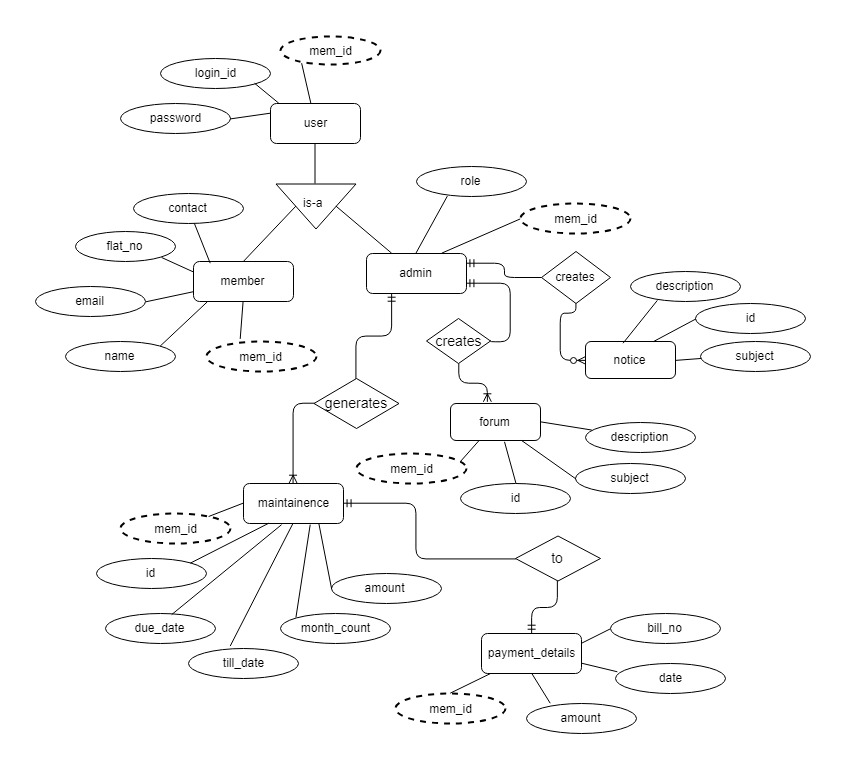 mem_id
login_id
password
user
is-a
role
contact
mem_id
flat_no
admin
creates
member
description
email
id
creates
notice
subject
name
mem_id
generates
forum
description
mem_id
subject
id
maintainence
mem_id
to
id
amount
due_date
month_count
bill_no
till_date
payment_details
date
mem_id
amount